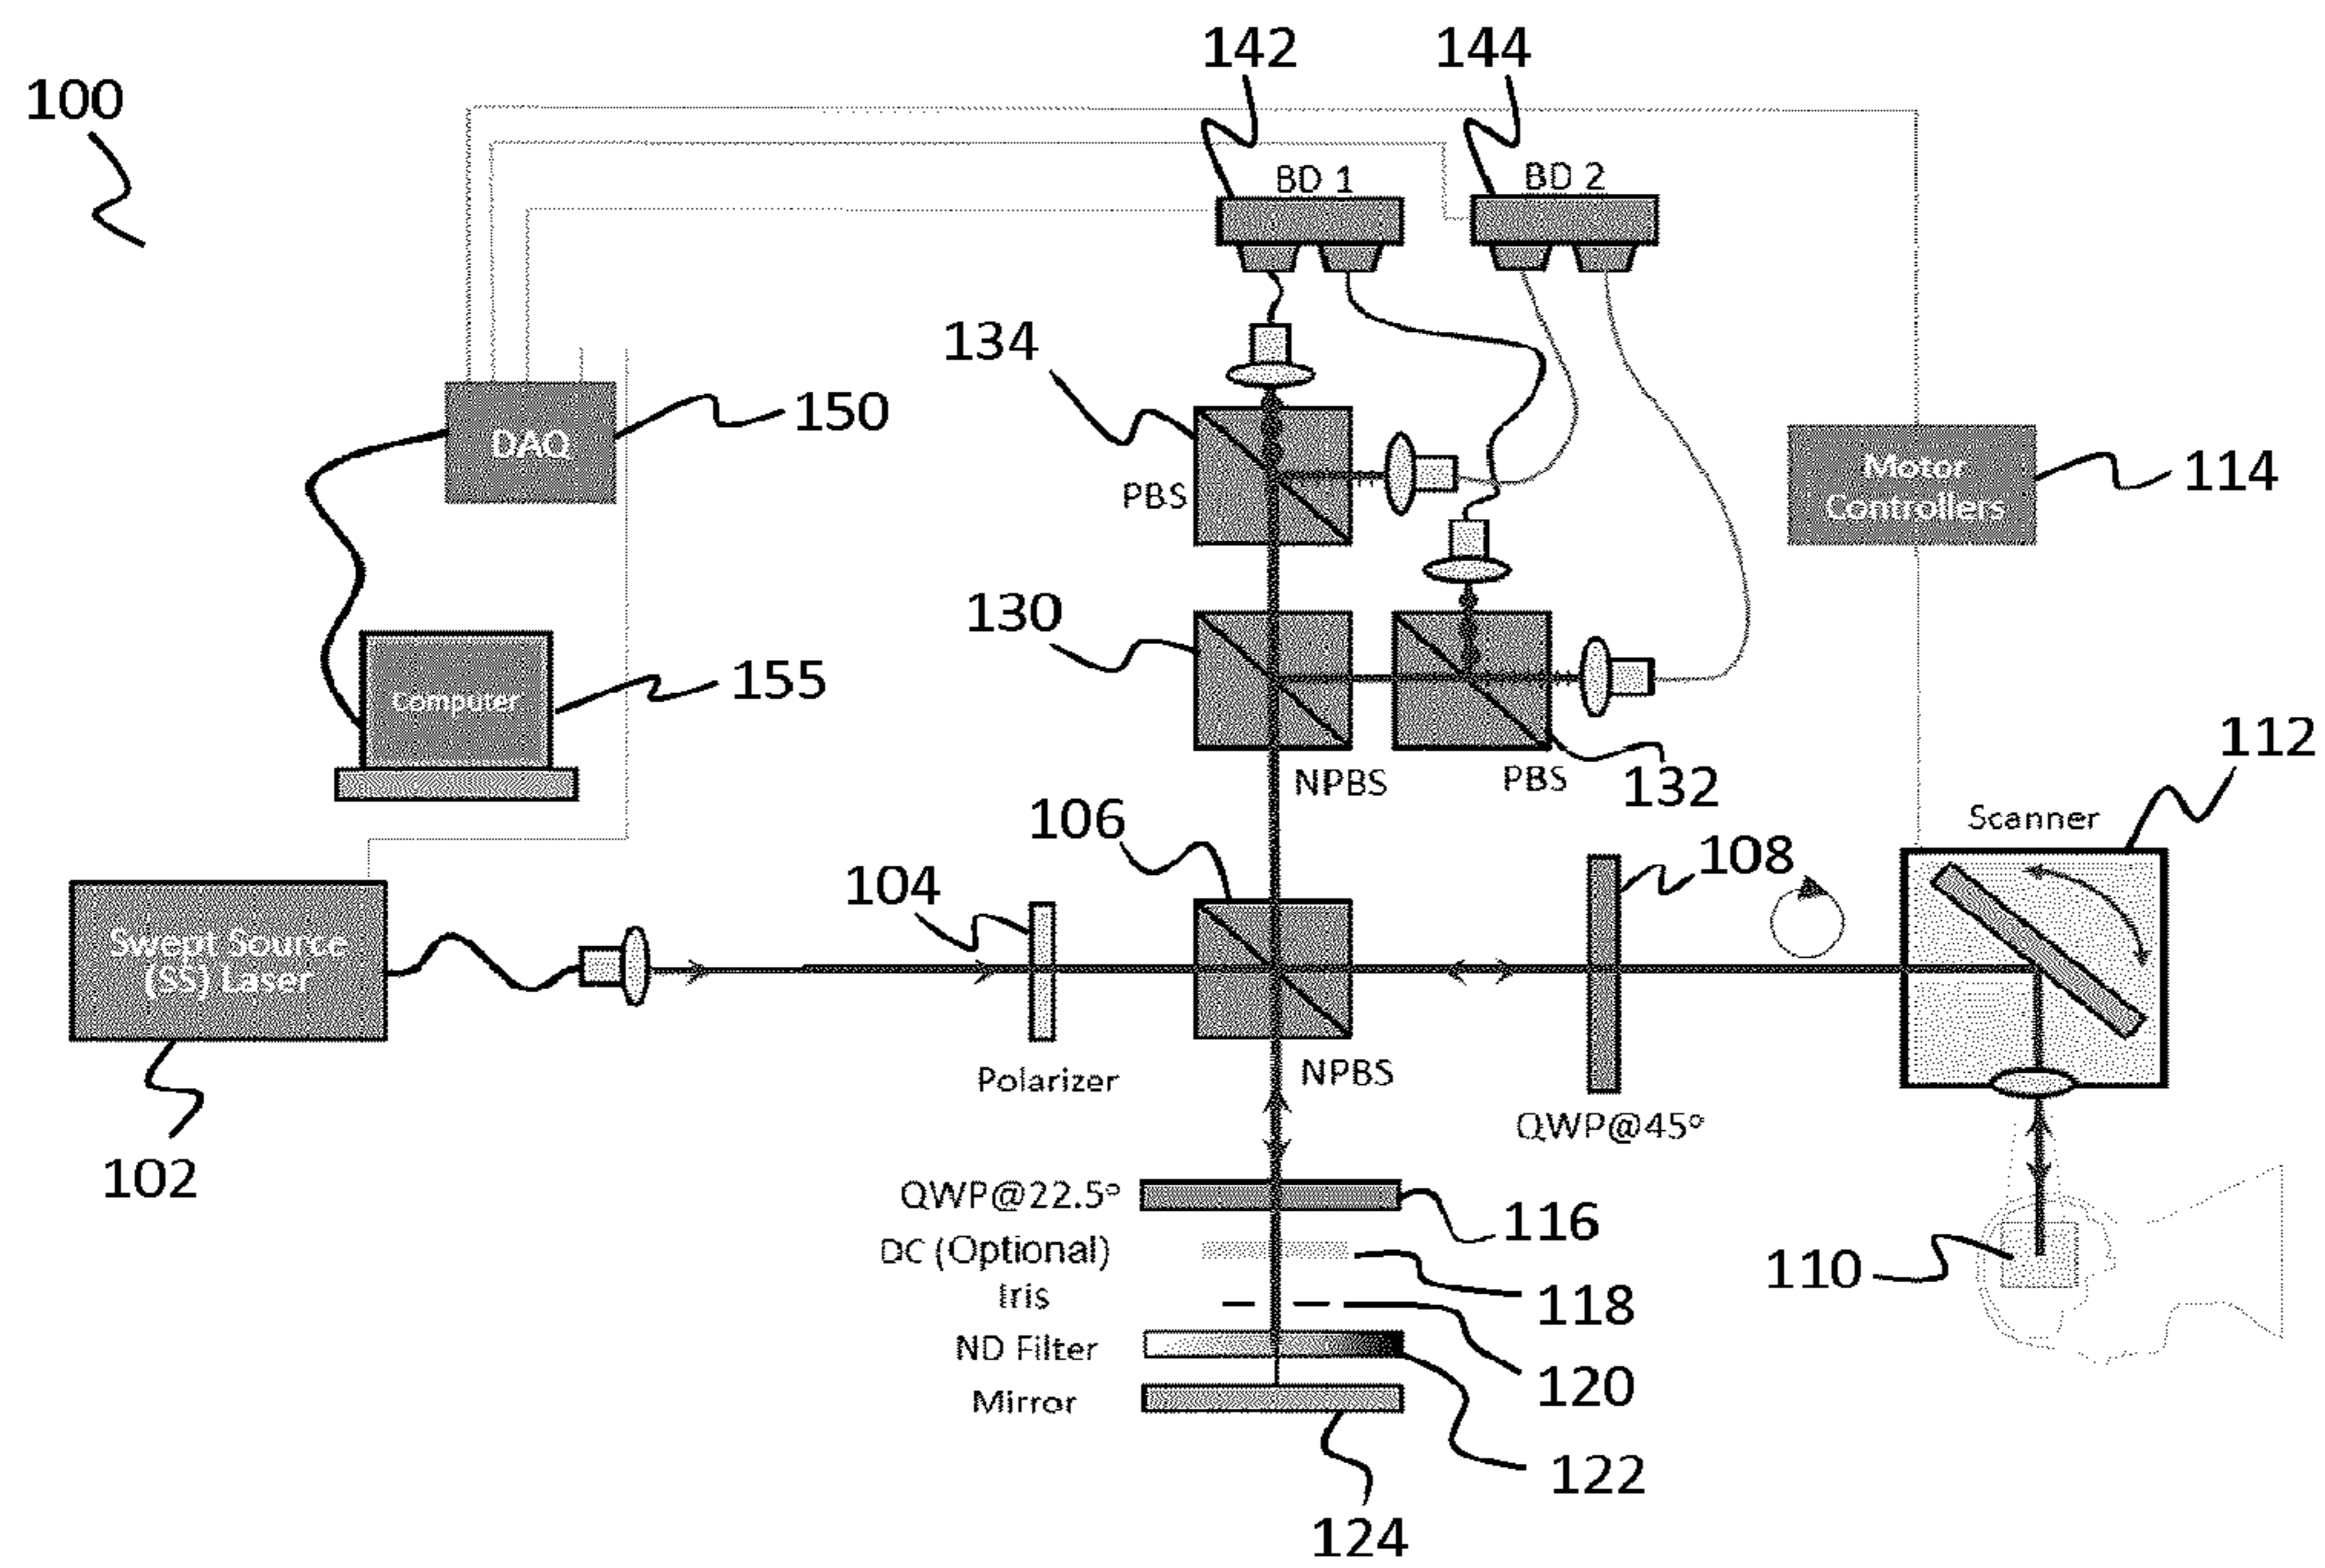 142
144
100
BD 1
BD 2
134
150
DAQ
PBS
Motor
Controllers
114
130
155
Computer
NPBS
PBS
132
112
106
Scanner
108
104
Swept Source
(SS) Laser
Polarizer
NPBS
QWP@45°
102
QWP@22.5°
116
DC (Optional)
110
Iris
118
ND Filter
120
Mirror
122
124